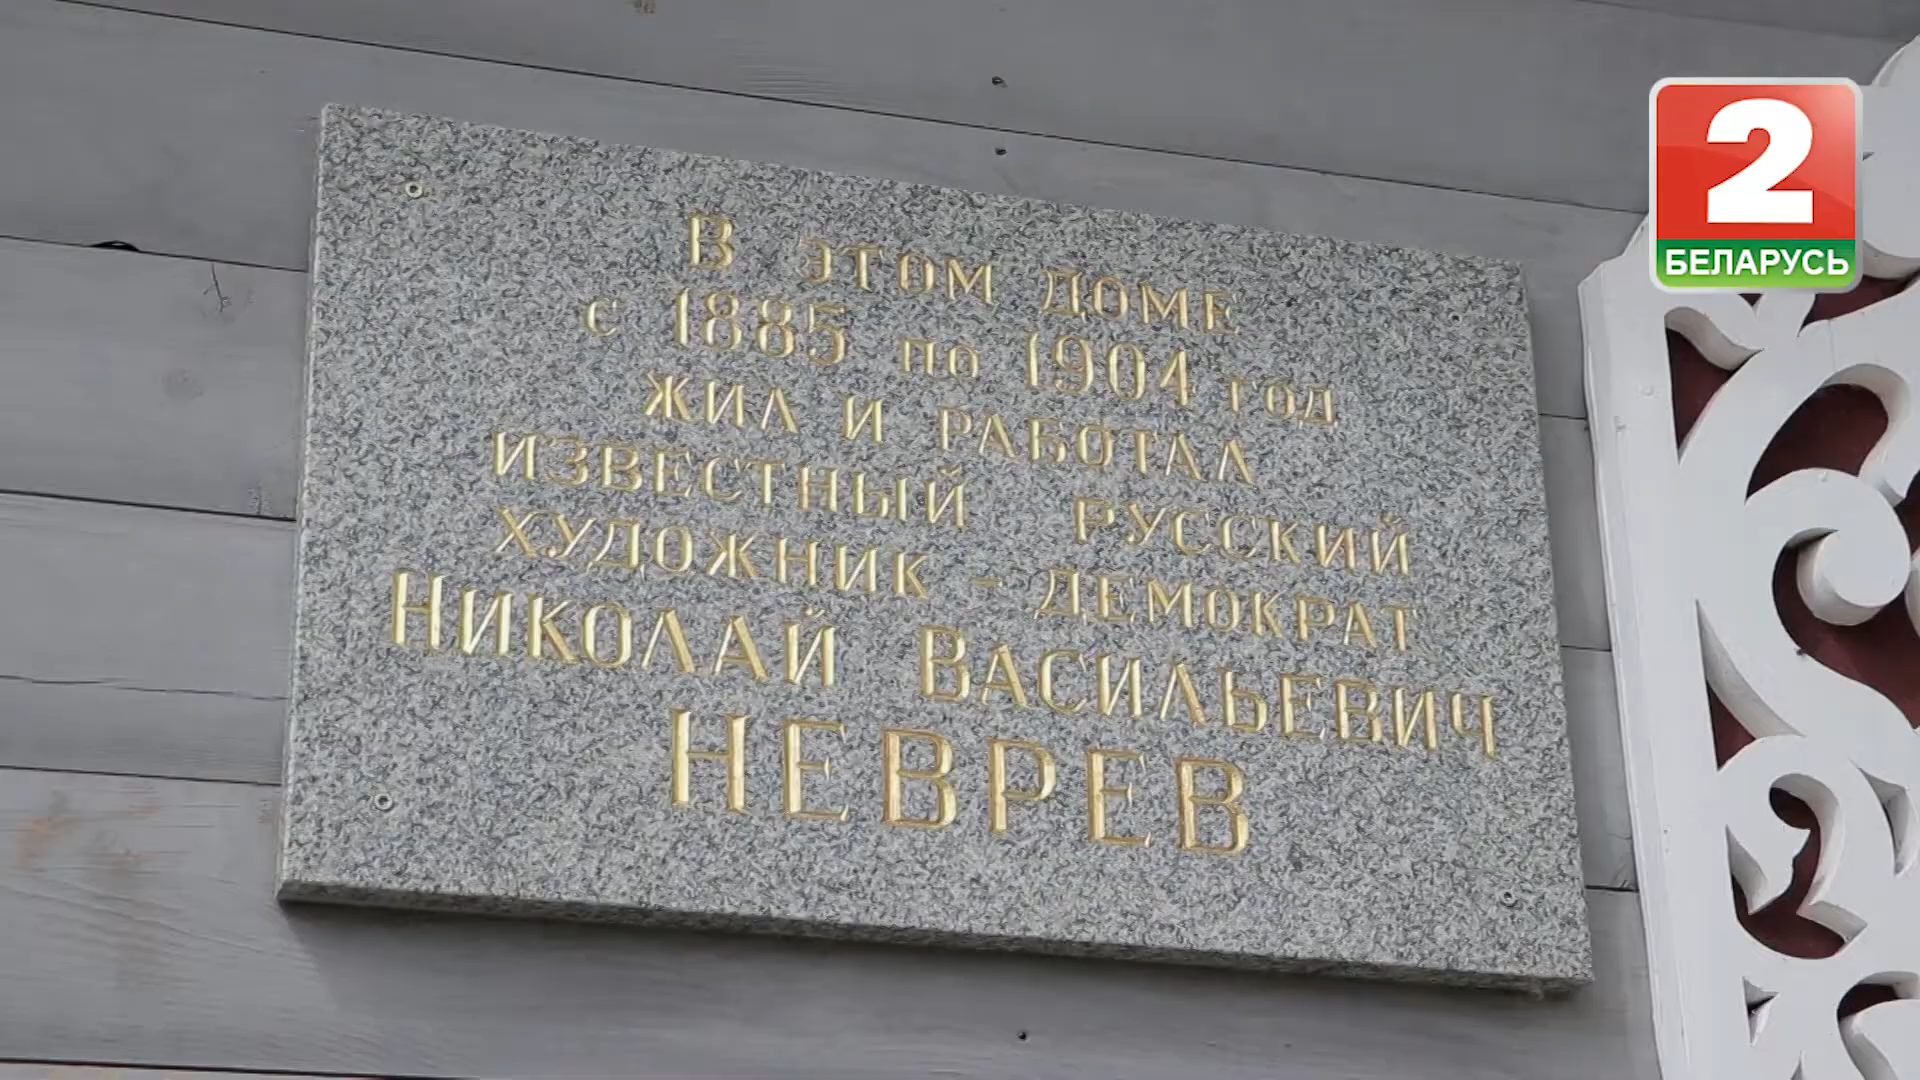 В этом доме
с 1885 по 1904 год
жил и работал
известный русский
художник - демократ
Николай Васильевич
НЕВРЕВ
2
БЕЛАРУСЬ